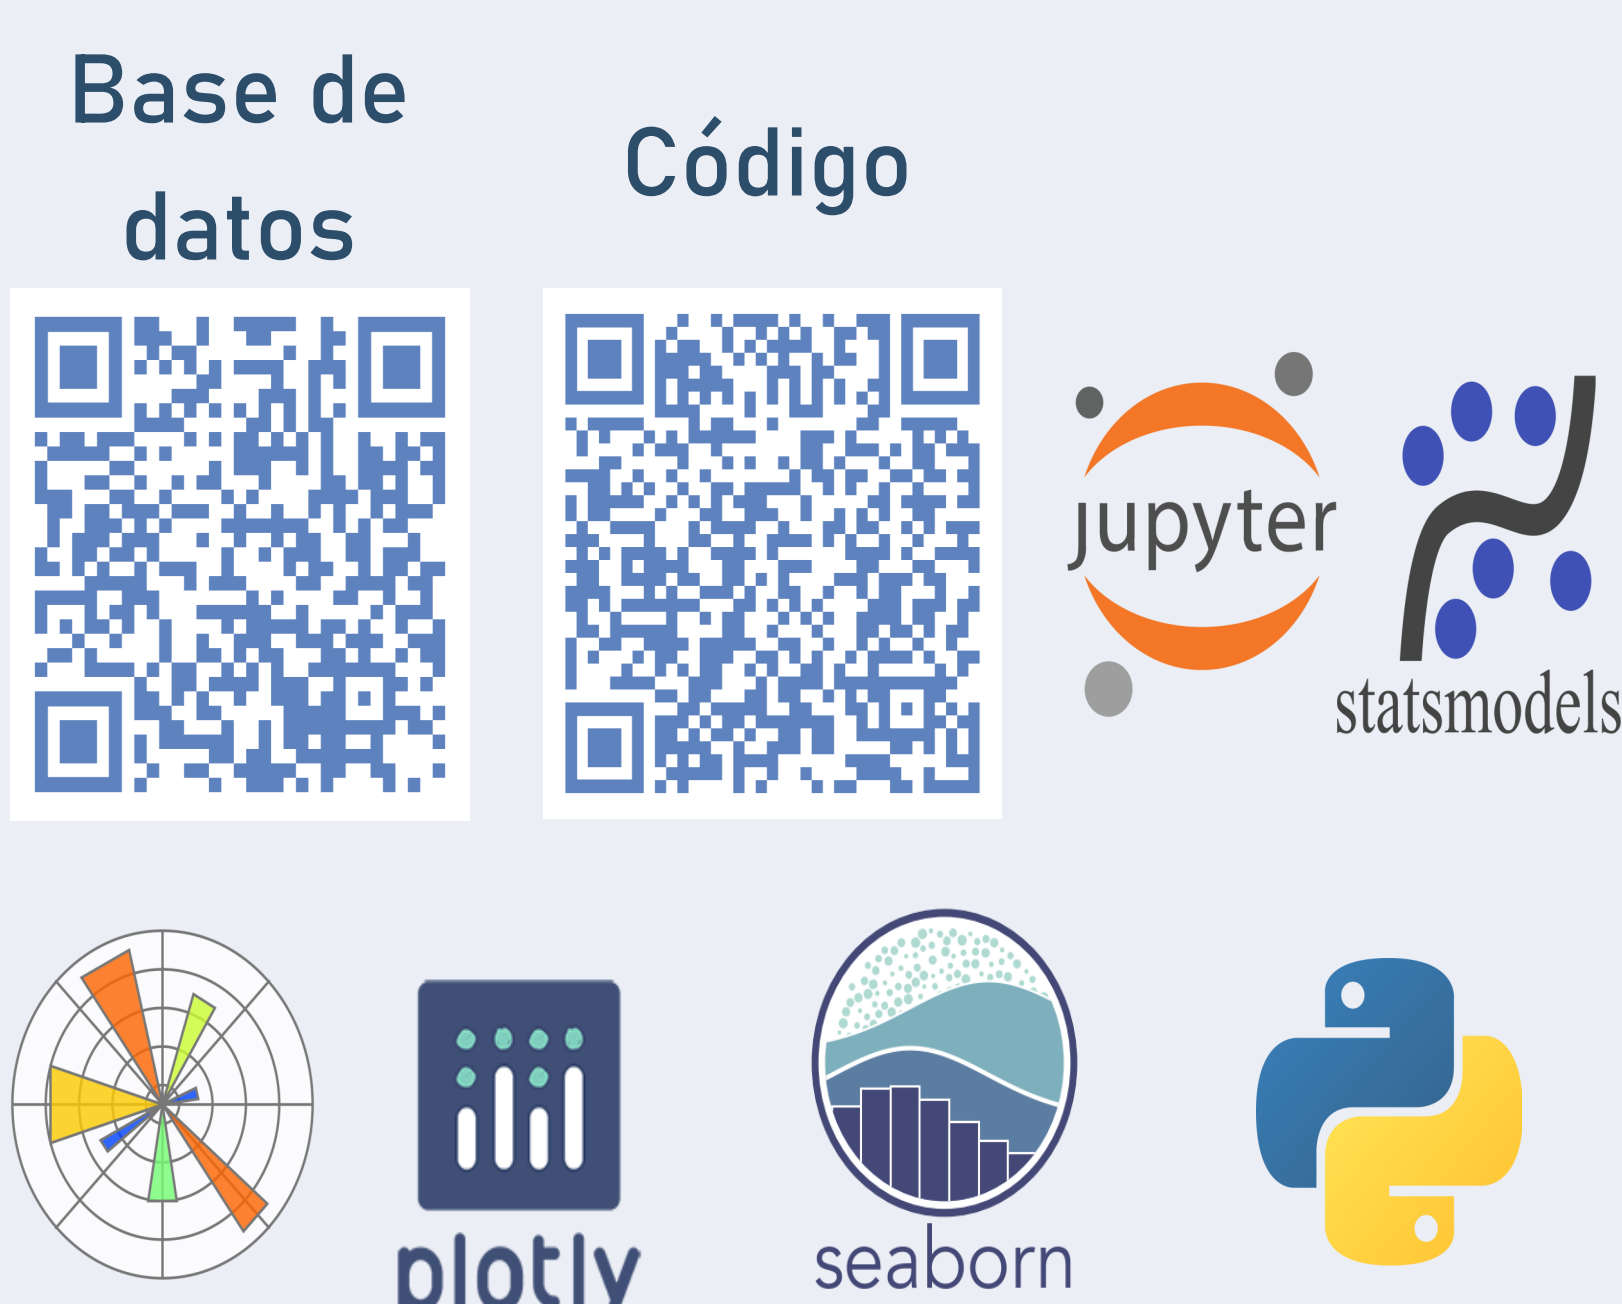 Base de
datos
Código
jupyter
statsmodels
plotly
seaborn